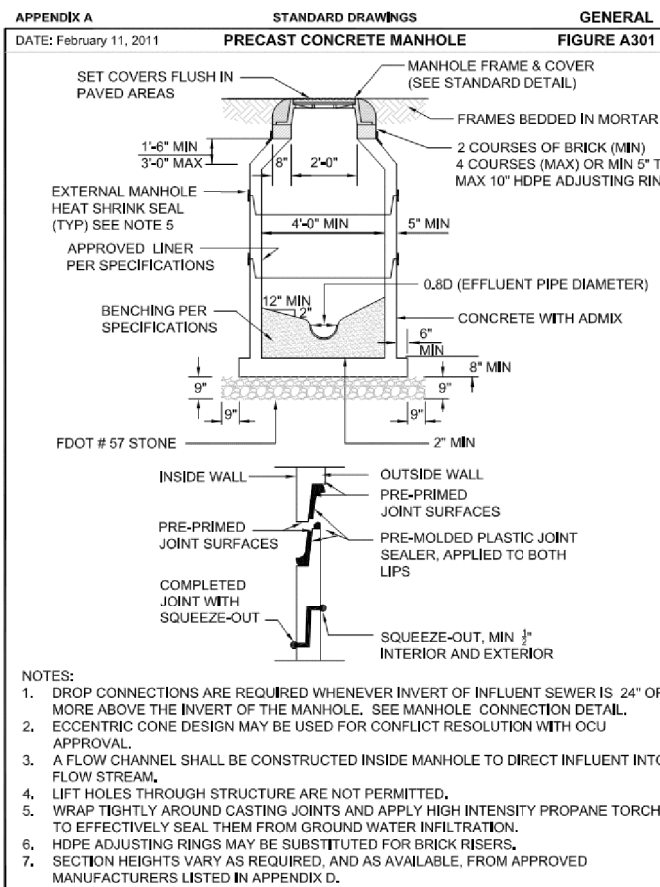 APPENDIX A
STANDARD DRAWINGS
GENERAL
DATE: February 11, 2011
PRECAST CONCRETE MANHOLE
FIGURE A301
SET COVERS FLUSH IN
PAVED AREAS
MANHOLE FRAME & COVER
(SEE STANDARD DETAIL)
FRAMES BEDDED IN MORTAR
2 COURSES OF BRICK (MIN)
4 COURSES (MAX) OR MIN 5" T
MAX 10" HDPE ADJUSTING RIN
1'-6" MIN
3'-0" MAX
8"
2'-0"
EXTERNAL MANHOLE
HEAT SHRINK SEAL
(TYP) SEE NOTE 5
4'-0" MIN
5" MIN
APPROVED LINER
PER SPECIFICATIONS
0.8D (EFFLUENT PIPE DIAMETER)
12" MIN
2"
BENCHING PER
SPECIFICATIONS
CONCRETE WITH ADMIX
6"
MIN
8" MIN
9"
9"
9"
9"
FDOT # 57 STONE
2" MIN
INSIDE WALL
OUTSIDE WALL
PRE-PRIMED
JOINT SURFACES
PRE-PRIMED
JOINT SURFACES
PRE-MOLDED PLASTIC JOINT
SEALER, APPLIED TO BOTH
LIPS
COMPLETED
JOINT WITH
SQUEEZE-OUT
SQUEEZE-OUT, MIN ½"
INTERIOR AND EXTERIOR
NOTES:
1. DROP CONNECTIONS ARE REQUIRED WHENEVER INVERT OF INFLUENT SEWER IS 24" OR
MORE ABOVE THE INVERT OF THE MANHOLE. SEE MANHOLE CONNECTION DETAIL.
2. ECCENTRIC CONE DESIGN MAY BE USED FOR CONFLICT RESOLUTION WITH OCU
APPROVAL.
3. A FLOW CHANNEL SHALL BE CONSTRUCTED INSIDE MANHOLE TO DIRECT INFLUENT INTO
FLOW STREAM.
4. LIFT HOLES THROUGH STRUCTURE ARE NOT PERMITTED.
5. WRAP TIGHTLY AROUND CASTING JOINTS AND APPLY HIGH INTENSITY PROPANE TORCH
TO EFFECTIVELY SEAL THEM FROM GROUND WATER INFILTRATION.
6. HDPE ADJUSTING RINGS MAY BE SUBSTITUTED FOR BRICK RISERS.
7. SECTION HEIGHTS VARY AS REQUIRED, AND AS AVAILABLE, FROM APPROVED
MANUFACTURERS LISTED IN APPENDIX D.